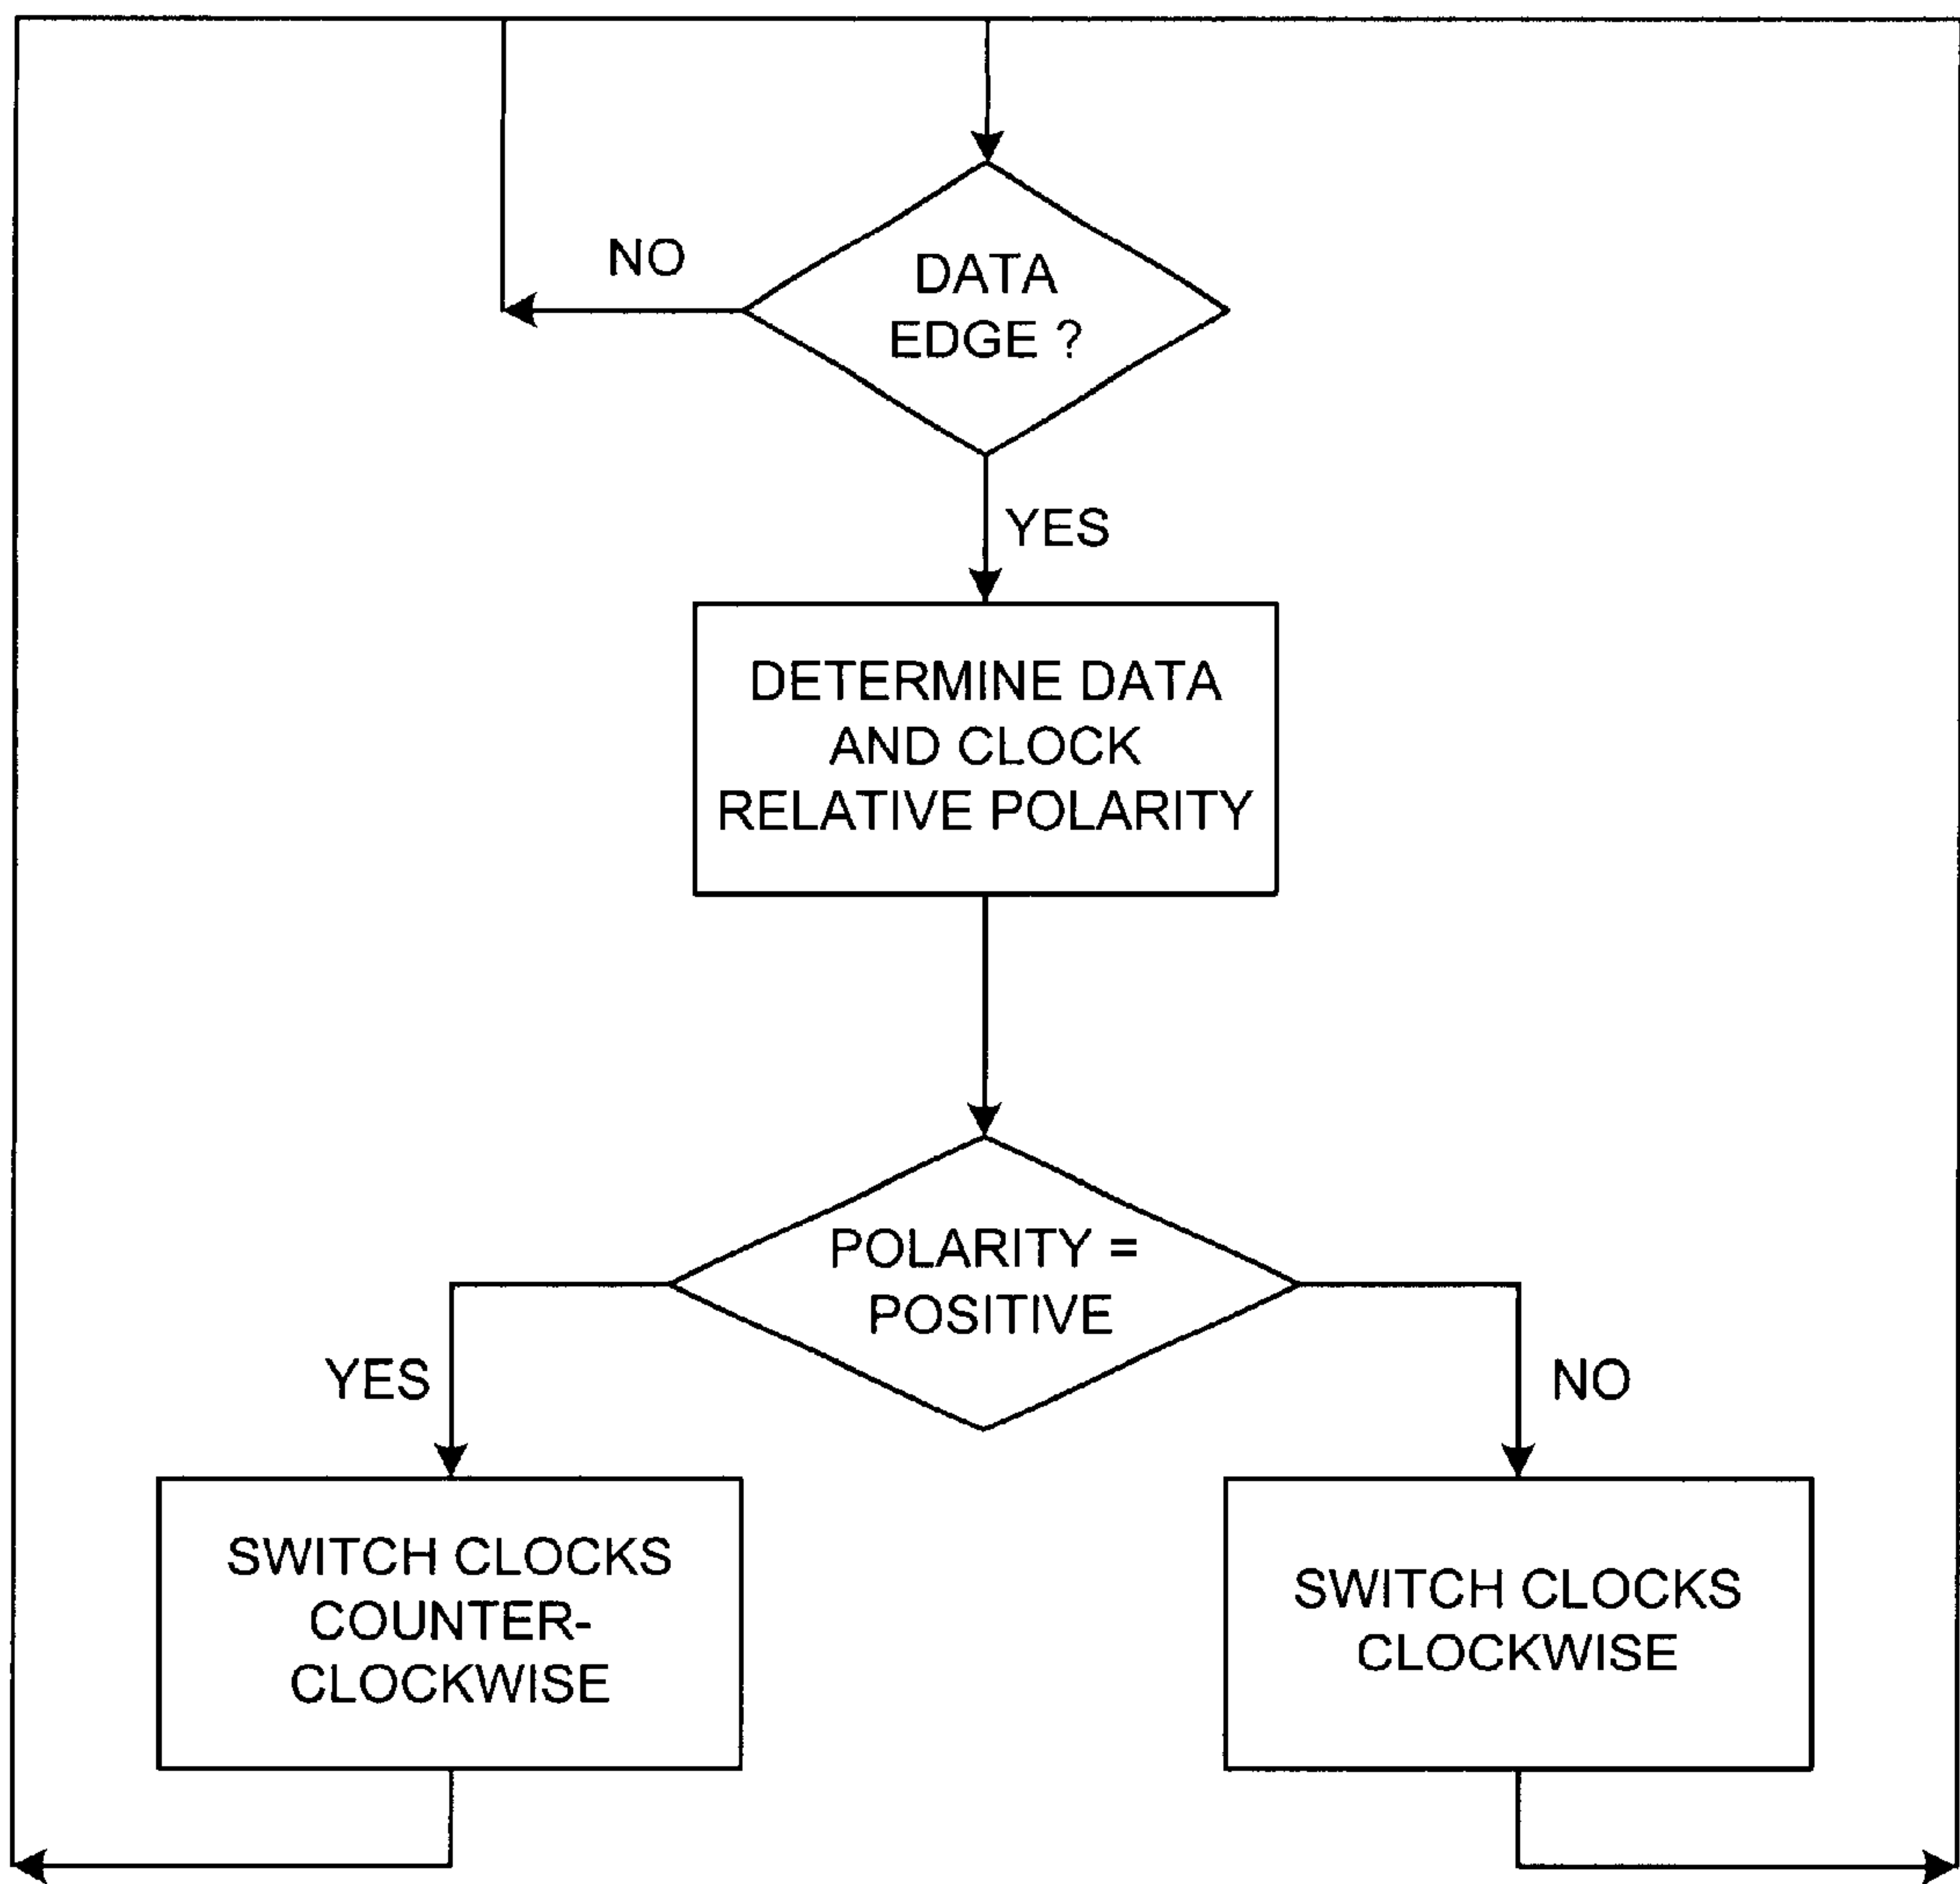 NO
DATA
EDGE ?
YES
DETERMINE DATA
AND CLOCK
RELATIVE POLARITY
POLARITY =
POSITIVE
YES
NO
SWITCH CLOCKS
COUNTER-
CLOCKWISE
SWITCH CLOCKS
CLOCKWISE